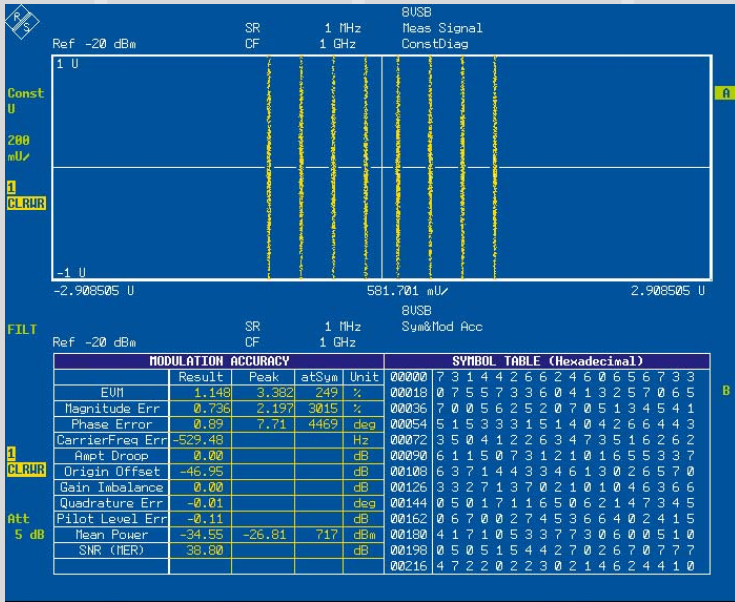 R
S
8VSB
SR 1 MHz Meas Signal
Ref -20 dBm CF 1 GHz ConstDiag
1 U
Const
U
A
200
mU/
1
CLRWR
-1 U
-2.908505 U 581.701 mU/ 2.908505 U
8VSB
FILT SR 1 MHz Sym&Mod Acc
Ref -20 dBm CF 1 GHz
MODULATION ACCURACY SYMBOL TABLE (Hexadecimal)
Result Peak atSym Unit 00000 7 3 1 4 4 2 6 6 2 4 6 0 6 5 6 7 3 3
EVM 1.148 3.382 249 % 00018 0 7 5 5 7 3 3 6 0 4 1 3 2 5 7 0 6 5
B
Magnitude Err 0.736 2.197 3015 % 00036 7 0 0 5 6 2 5 2 0 7 0 5 1 3 4 5 4 1
Phase Error 0.89 7.71 4469 deg 00054 5 1 5 3 3 3 1 5 1 4 0 4 2 6 6 4 4 3
CarrierFreq Err -529.48 Hz 00072 3 5 0 4 1 2 2 6 3 4 7 3 5 1 6 2 6 2
1
Ampt Droop 0.00 dB 00090 6 1 1 5 0 7 3 1 2 1 0 1 6 5 5 3 3 7
CLRWR
Origin Offset -46.95 dB 00108 6 3 7 1 4 4 3 3 4 6 1 3 0 2 6 5 7 0
Gain Imbalance 0.00 dB 00126 3 3 2 7 1 3 7 0 2 1 0 1 0 4 6 3 6 6
Quadrature Err -0.01 deg 00144 0 5 0 1 7 1 1 6 5 0 6 2 1 4 7 3 4 5
Att
Pilot Level Err -0.11 dB 00162 0 6 7 0 0 2 7 4 5 3 6 6 4 0 2 4 1 5
5 dB
Mean Power -34.55 -26.81 717 dBm 00180 4 1 7 1 0 5 3 3 7 7 3 0 6 0 0 5 1 0
SNR (MER) 38.80 dB 00198 0 5 0 5 1 5 4 4 2 7 0 2 6 7 0 7 7 7
00216 4 7 2 2 0 2 2 3 0 2 1 4 6 2 4 4 1 0